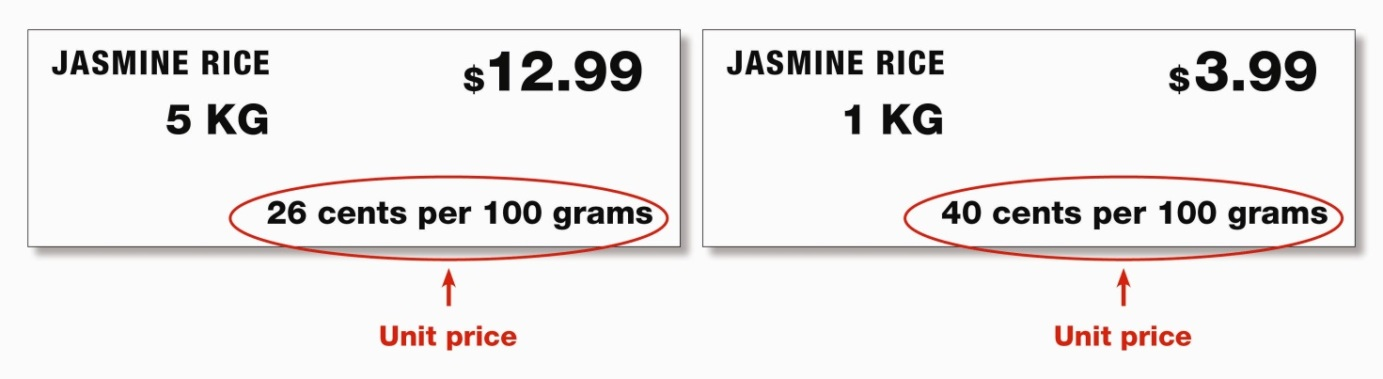 JASMINE RICE
$12.99
5 KG
26 cents per 100 grams
Unit price
JASMINE RICE
$3.99
1 KG
40 cents per 100 grams
Unit price